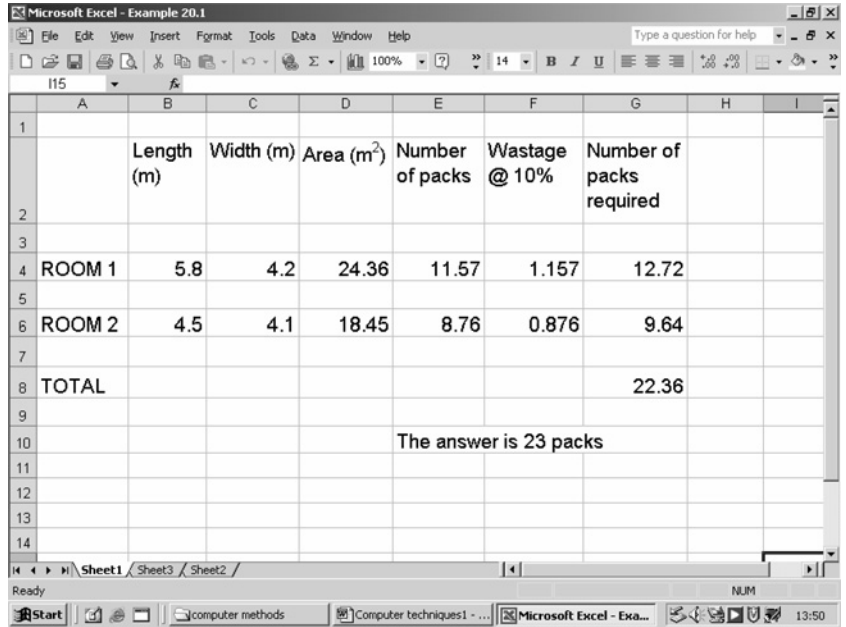 Microsoft Excel - Example 20.1
File Edit View Insert Format Tools Data Window Help Type a question for help
100% 14 B I U
I15 fx
A B C D E F G H I
1
2 Length (m) Width (m) Area (m²) Number of packs Wastage @ 10% Number of packs required
3
4 ROOM 1 5.8 4.2 24.36 11.57 1.157 12.72
5
6 ROOM 2 4.5 4.1 18.45 8.76 0.876 9.64
7
8 TOTAL 22.36
9
10 The answer is 23 packs
11
12
13
14
Sheet1 Sheet3 Sheet2
Ready NUM
Start computer methods Computer techniques1 - ... Microsoft Excel - Exa... 13:50